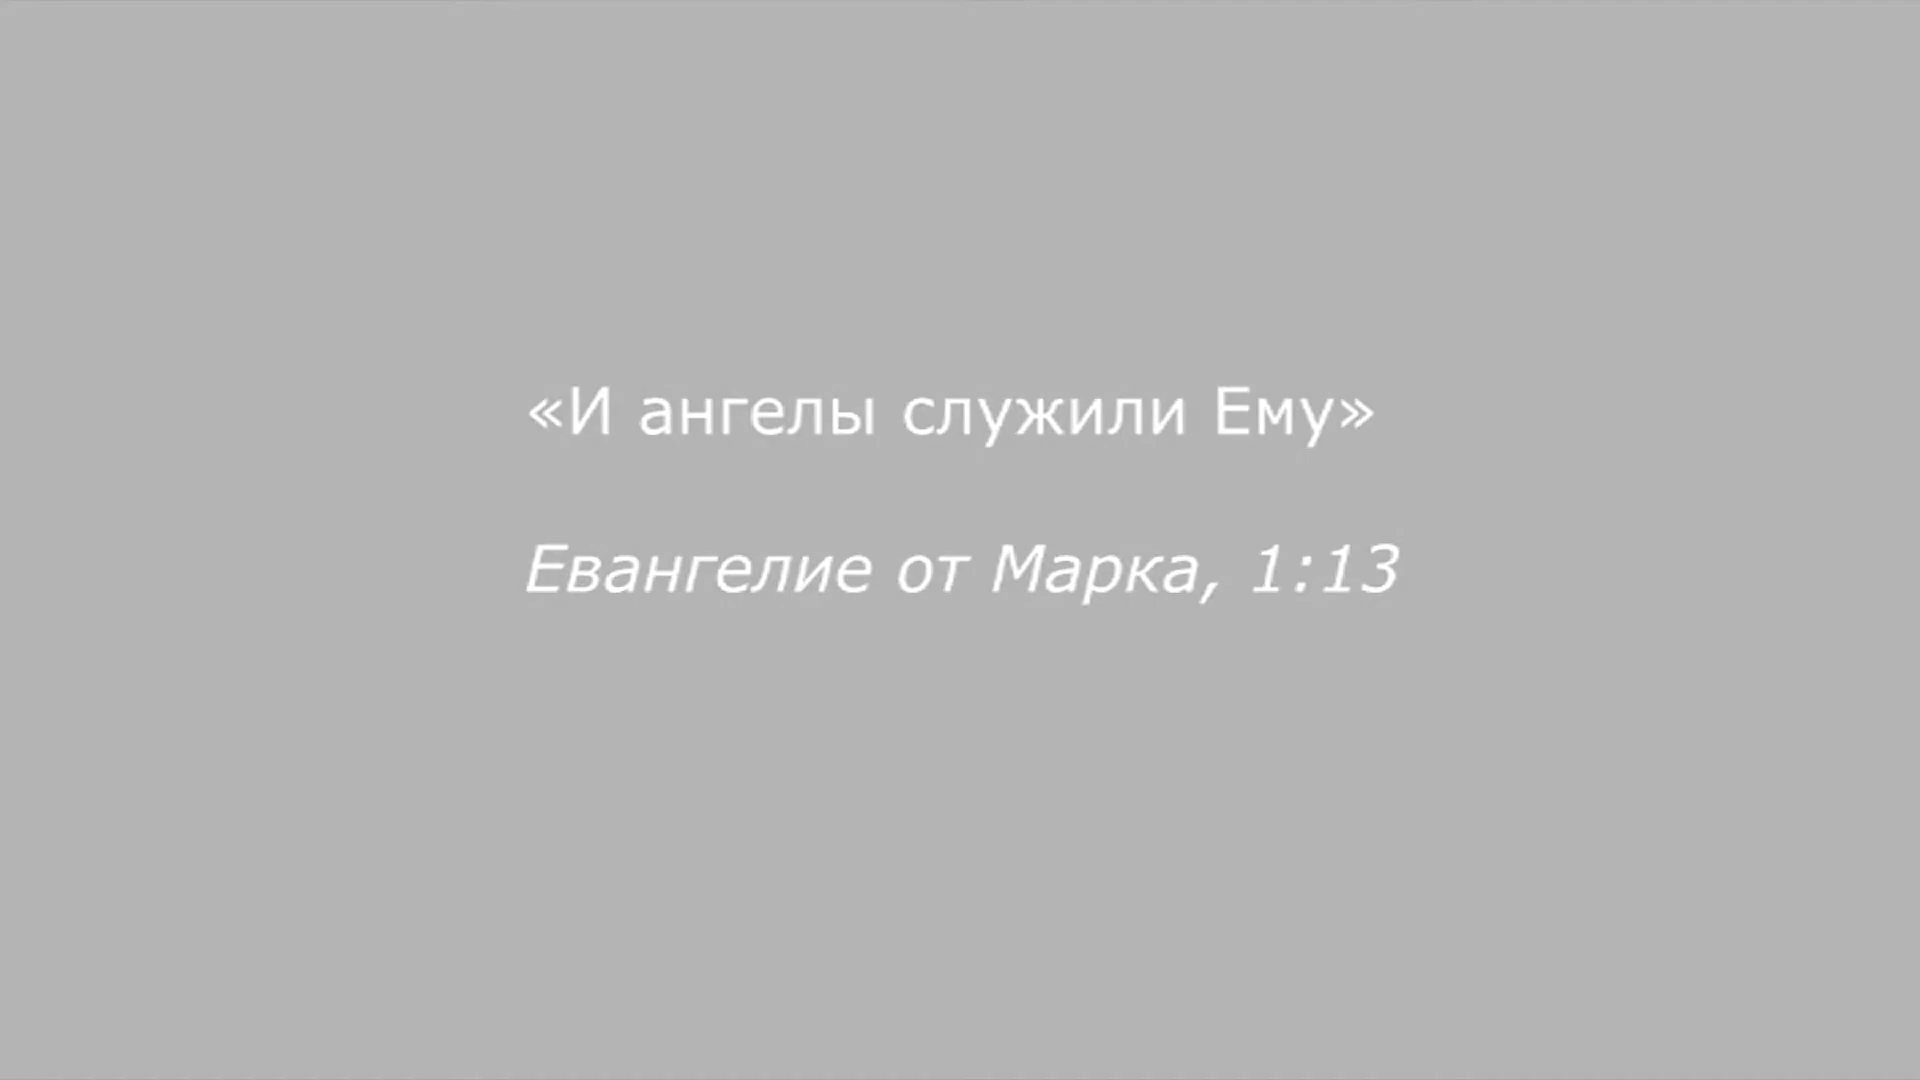 «И ангелы служили Ему»
Евангелие от Марка, 1:13